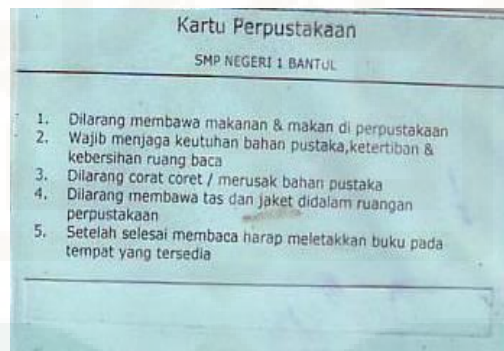 Kartu Perpustakaan
SMP NEGERI 1 BANTUL
1. Dilarang membawa makanan & makan di perpustakaan
2. Wajib menjaga keutuhan bahan pustaka,ketertiban &
kebersihan ruang baca
3. Dilarang corat coret / merusak bahan pustaka
4. Dilarang membawa tas dan jaket didalam ruangan
perpustakaan
5. Setelah selesai membaca harap meletakkan buku pada
tempat yang tersedia